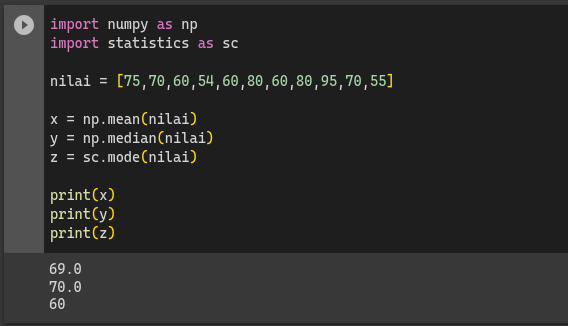 import numpy as np
import statistics as sc
nilai = [75,70,60,54,60,80,60,80,95,70,55]
x = np.mean(nilai)
y = np.median(nilai)
z = sc.mode(nilai)
print(x)
print(y)
print(z)
69.0
70.0
60